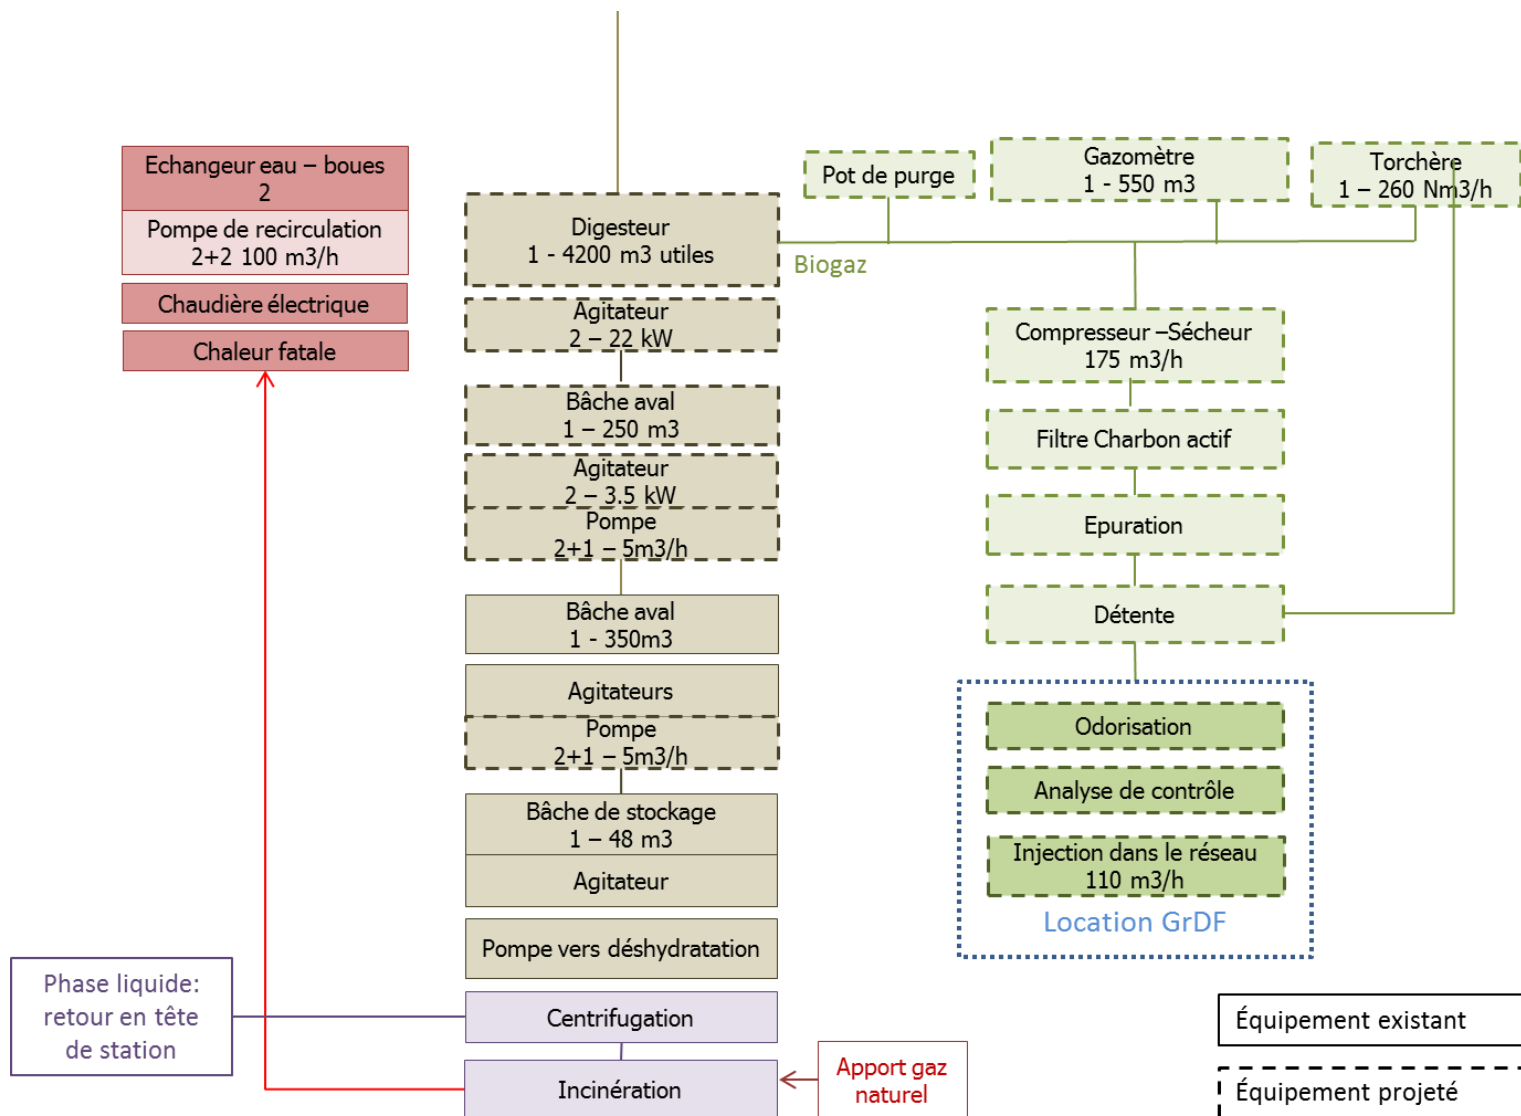 Echangeur eau – boues
2
Pompe de recirculation
2+2 100 m3/h
Chaudière électrique
Chaleur fatale
Digesteur
1 - 4200 m3 utiles
Agitateur
2 – 22 kW
Bâche aval
1 – 250 m3
Agitateur
2 – 3.5 kW
Pompe
2+1 – 5m3/h
Bâche aval
1 - 350m3
Agitateurs
Pompe
2+1 – 5m3/h
Bâche de stockage
1 – 48 m3
Agitateur
Pompe vers déshydratation
Centrifugation
Incinération
Phase liquide:
retour en tête
de station
Apport gaz
naturel
Biogaz
Pot de purge
Gazomètre
1 - 550 m3
Torchère
1 – 260 Nm3/h
Compresseur –Sécheur
175 m3/h
Filtre Charbon actif
Epuration
Détente
Odorisation
Analyse de contrôle
Injection dans le réseau
110 m3/h
Location GrDF
Équipement existant
Équipement projeté